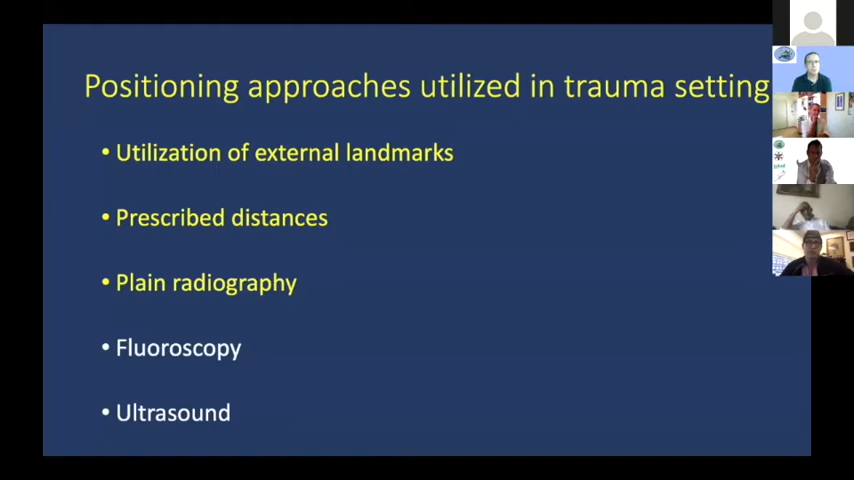 Positioning approaches utilized in trauma setting
• Utilization of external landmarks
• Prescribed distances
• Plain radiography
• Fluoroscopy
• Ultrasound